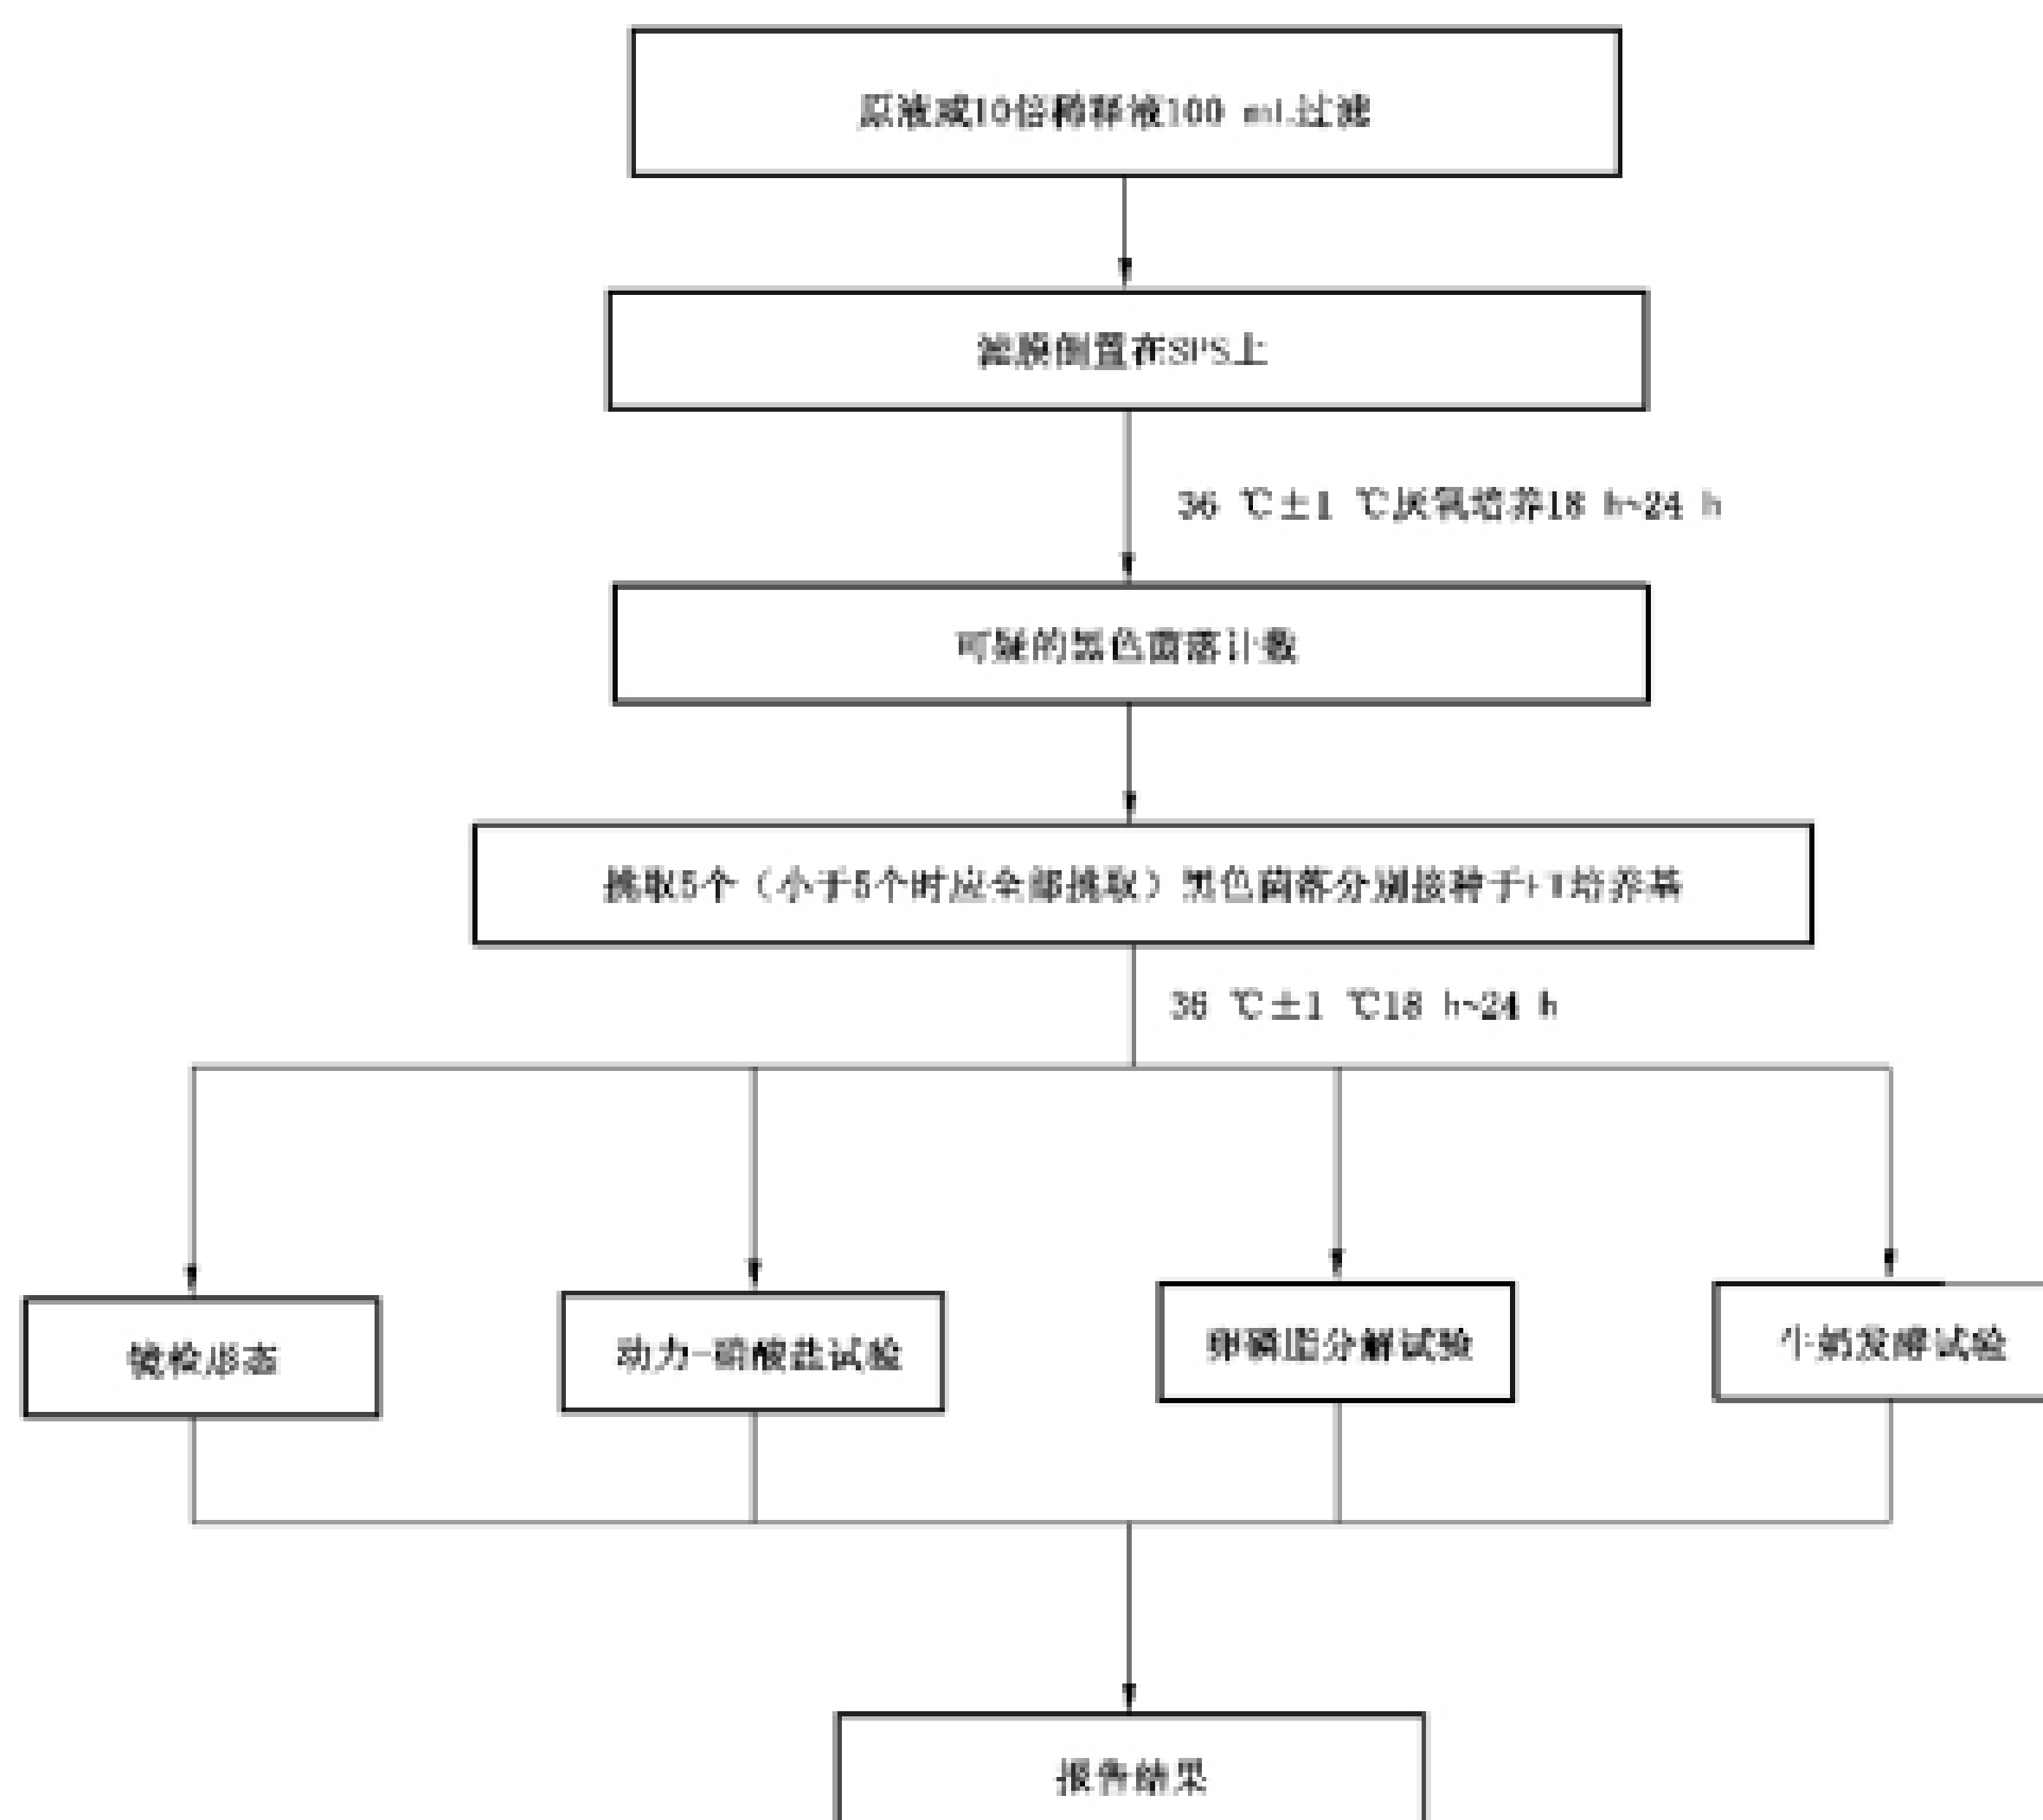 原液或10倍稀释液100 mL过滤
滤膜倒置在SPS上
36 ℃±1 ℃厌氧培养18 h~24 h
可疑的黑色菌落计数
挑取5个（小于5个时应全部挑取）黑色菌落分别接种于FT培养基
36 ℃±1 ℃18 h~24 h
镜检形态
动力-硝酸盐试验
卵磷脂分解试验
牛奶发酵试验
报告结果